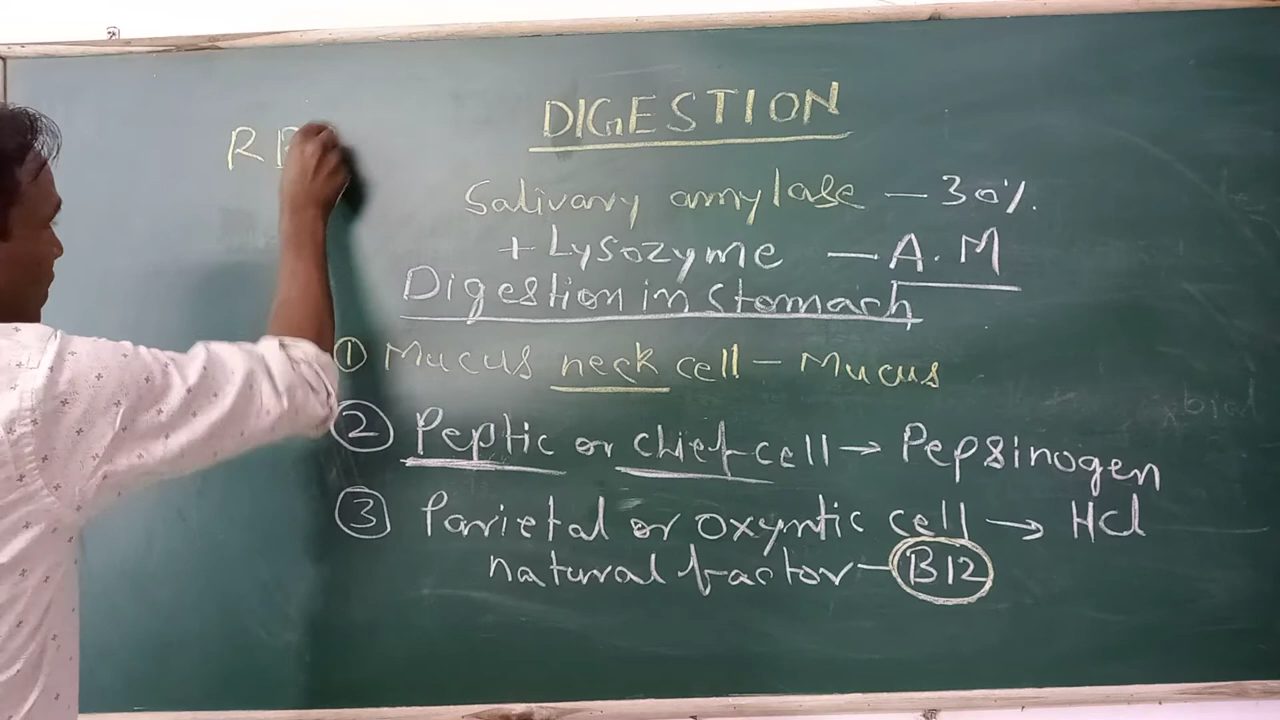 DIGESTION
R B
Salivary amylase — 30%.
+ Lysozyme — A.M
Digestion in Stomach
① Mucus neck cell — Mucus
② Peptic or chief cell → Pepsinogen
③ Parietal or oxyntic cell → HCl
natural factor — B12